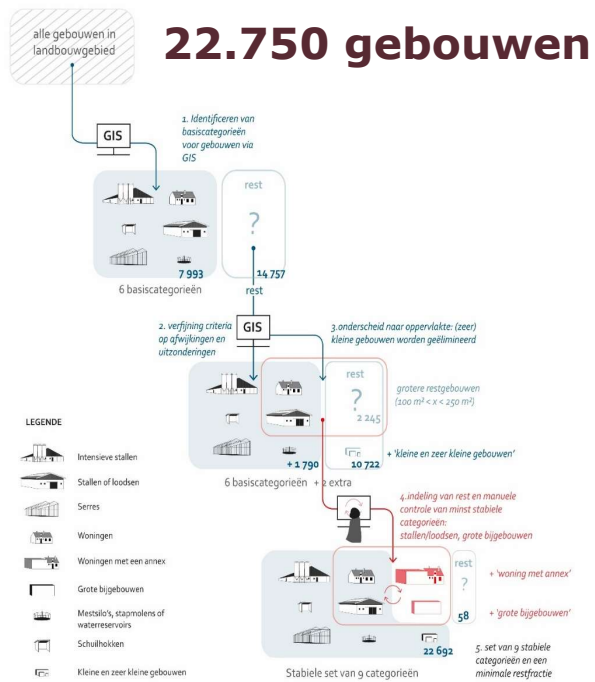 alle gebouwen in
landbouwgebied
22.750 gebouwen
1. Identificeren van
basiscategorieën
voor gebouwen via
GIS
GIS
rest
?
7 993
14 757
6 basiscategorieën
rest
2. verfijning criteria
op afwijkingen en
uitzonderingen
GIS
3.onderscheid naar oppervlakte: (zeer)
kleine gebouwen worden geëlimineerd
rest
?
2 245
grotere restgebouwen
(100 m² < x < 250 m²)
+ 1 790
10 722
+ 'kleine en zeer kleine gebouwen'
6 basiscategorieën + 2 extra
4.indeling van rest en manuele
controle van minst stabiele
categorieën:
stallen/loodsen, grote bijgebouwen
rest
?
58
+ 'woning met annex'
+ 'grote bijgebouwen'
22 692
Stabiele set van 9 categorieën
5. set van 9 stabiele
categorieën en een
minimale restfractie
LEGENDE
Intensieve stallen
Stallen of loodsen
Serres
Woningen
Woningen met een annex
Grote bijgebouwen
Mestsilo's, stapmolens of
waterreservoirs
Schuilhokken
Kleine en zeer kleine gebouwen